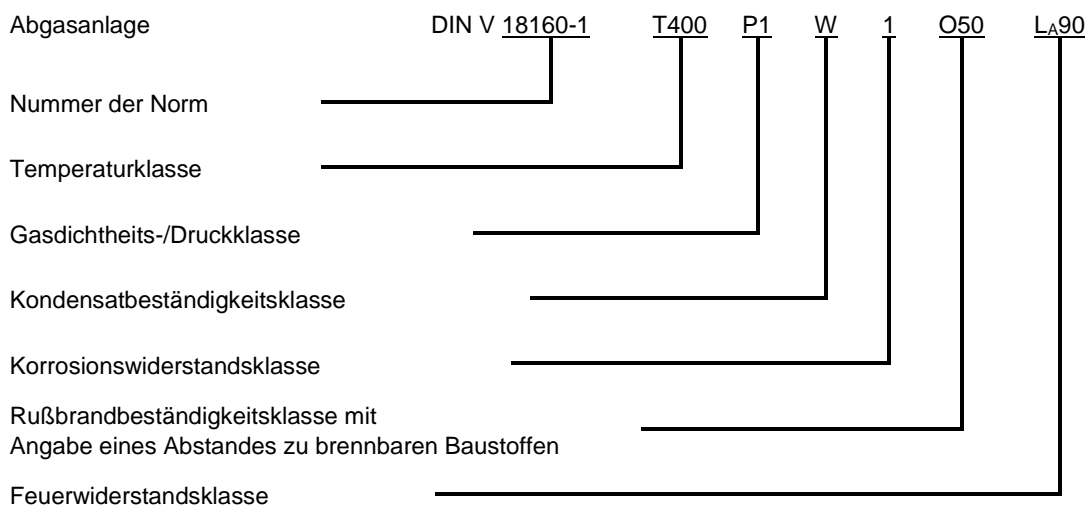 Abgasanlage DIN V 18160-1 T400 P1 W 1 O50 LA90
Nummer der Norm
Temperaturklasse
Gasdichtheits-/Druckklasse
Kondensatbeständigkeitsklasse
Korrosionswiderstandsklasse
Rußbrandbeständigkeitsklasse mit
Angabe eines Abstandes zu brennbaren Baustoffen
Feuerwiderstandsklasse